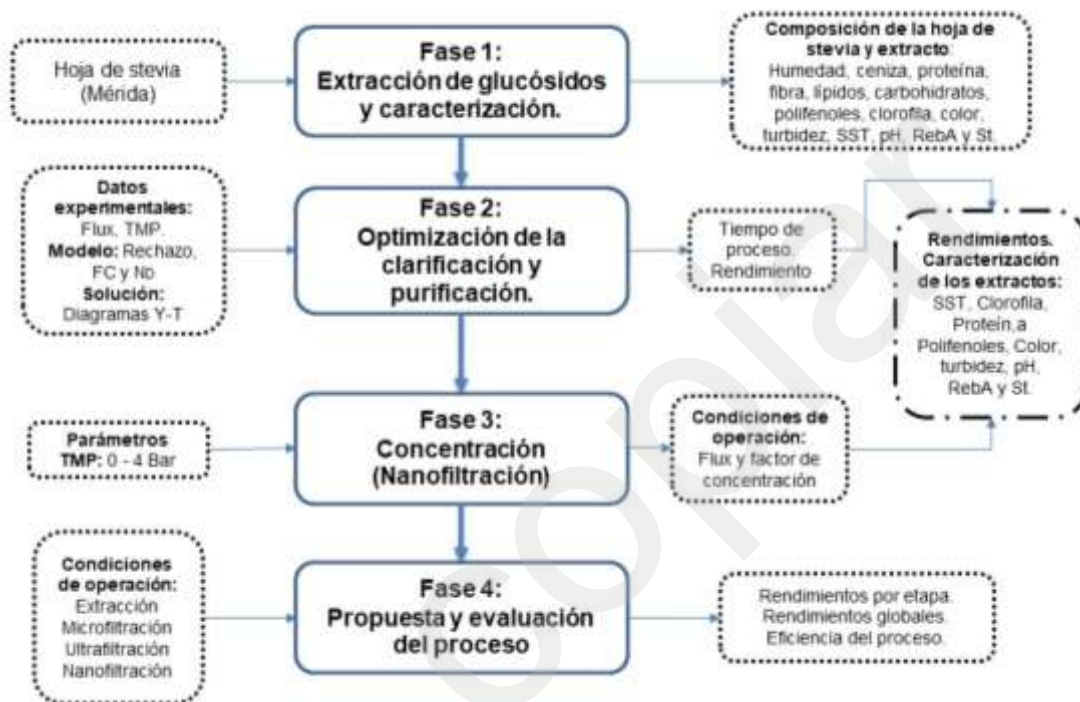 Hoja de stevia
(Mérida)
Fase 1:
Extracción de glucósidos
y caracterización.
Composición de la hoja de
stevia y extracto:
Humedad, ceniza, proteína,
fibra, lípidos, carbohidratos,
polifenoles, clorofila, color,
turbidez, SST, pH, RebA y St.
Datos
experimentales:
Flux, TMP.
Modelo: Rechazo,
FC y No
Solución:
Diagramas Y-T
Fase 2:
Optimización de la
clarificación y
purificación.
Tiempo de
proceso.
Rendimiento
Rendimientos.
Caracterización
de los extractos:
SST, Clorofila,
Proteín,a
Polifenoles, Color,
turbidez, pH,
RebA y St.
Parámetros
TMP: 0 - 4 Bar
Fase 3:
Concentración
(Nanofiltración)
Condiciones de
operación:
Flux y factor de
concentración
Condiciones
de operación:
Extracción
Microfiltración
Ultrafiltración
Nanofiltración
Fase 4:
Propuesta y evaluación
del proceso
Rendimientos por etapa.
Rendimientos globales.
Eficiencia del proceso.